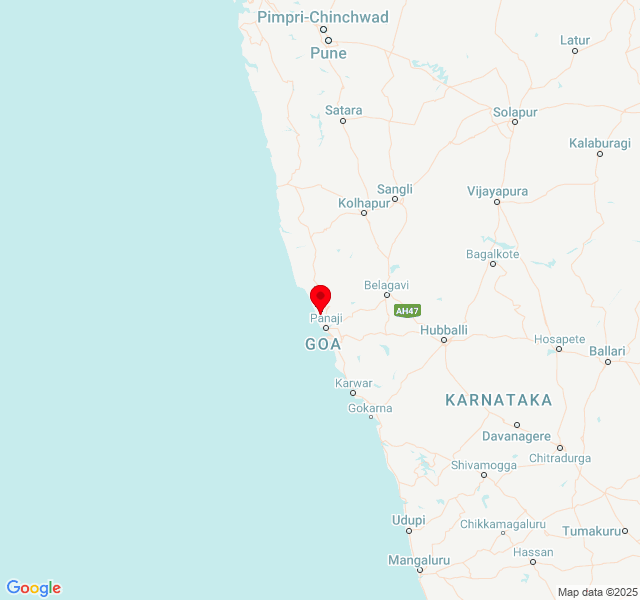 Pimpri-Chinchwad
Pune
Latur
Satara
Solapur
Kalaburagi
Sangli
Vijayapura
Kolhapur
Bagalkote
Belagavi
AH47
Panaji
Hubballi
GOA
Hosapete
Ballari
Karwar
KARNATAKA
Gokarna
Davanagere
Chitradurga
Shivamogga
Udupi
Chikkamagaluru
Tumakuru
Hassan
Mangaluru
Google
Map data ©2025